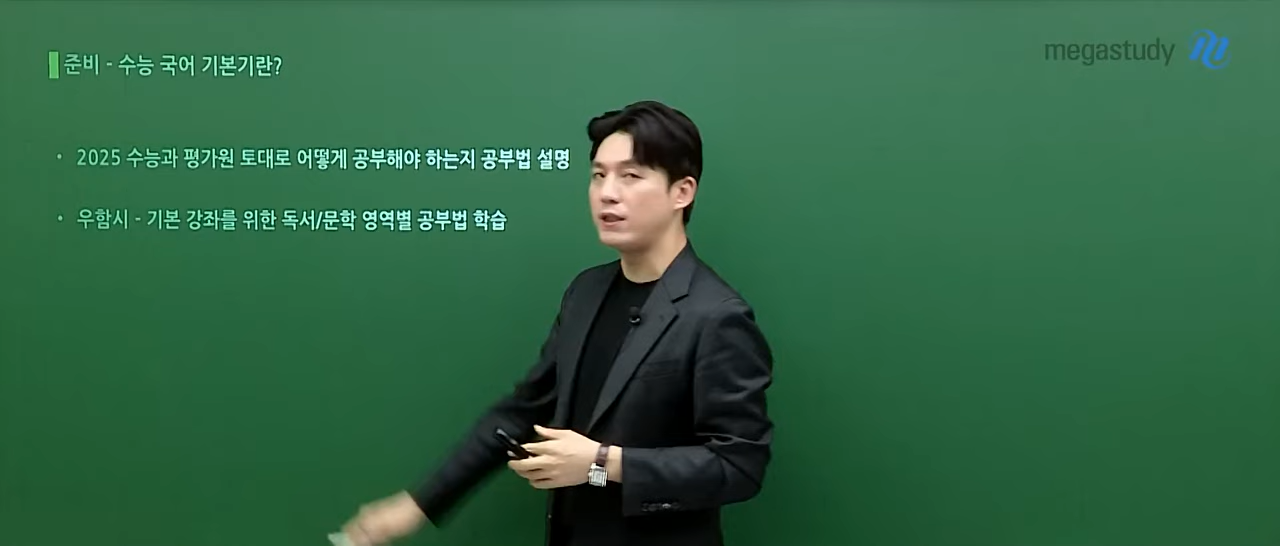 준비 - 수능 국어 기본기란?
megastudy
• 2025 수능과 평가원 토대로 어떻게 공부해야 하는지 공부법 설명
• 우함시 - 기본 강좌를 위한 독서/문학 영역별 공부법 학습